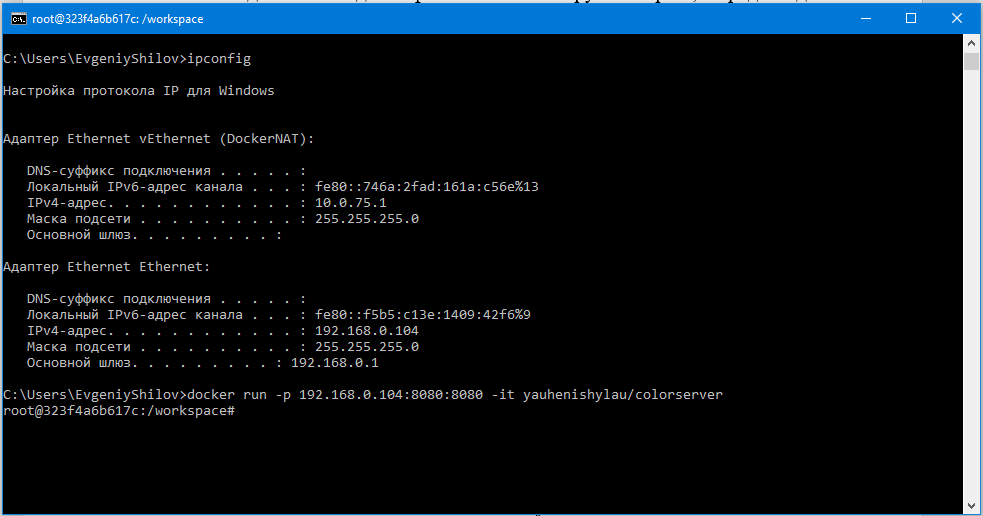 root@323f4a6b617c: /workspace
C:\Users\EvgeniyShilov>ipconfig
Настройка протокола IP для Windows
Адаптер Ethernet vEthernet (DockerNAT):
DNS-суффикс подключения . . . . . :
Локальный IPv6-адрес канала . . . : fe80::746a:2fad:161a:c56e%13
IPv4-адрес. . . . . . . . . . . . : 10.0.75.1
Маска подсети . . . . . . . . . . : 255.255.255.0
Основной шлюз. . . . . . . . . :
Адаптер Ethernet Ethernet:
DNS-суффикс подключения . . . . . :
Локальный IPv6-адрес канала . . . : fe80::f5b5:c13e:1409:42f6%9
IPv4-адрес. . . . . . . . . . . . : 192.168.0.104
Маска подсети . . . . . . . . . . : 255.255.255.0
Основной шлюз. . . . . . . . . : 192.168.0.1
C:\Users\EvgeniyShilov>docker run -p 192.168.0.104:8080:8080 -it yauhenishylau/colorserver
root@323f4a6b617c:/workspace#